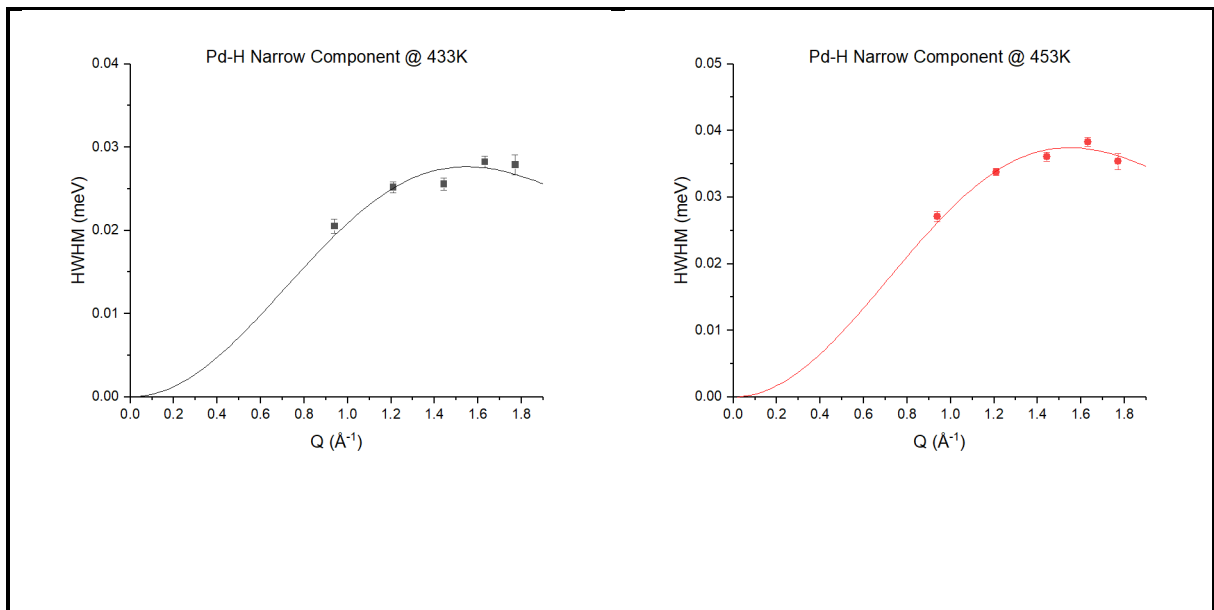 Pd-H Narrow Component @ 433K
HWHM (meV)
0.04
0.03
0.02
0.01
0.00
0.0 0.2 0.4 0.6 0.8 1.0 1.2 1.4 1.6 1.8
Q (Å⁻¹)
Pd-H Narrow Component @ 453K
HWHM (meV)
0.05
0.04
0.03
0.02
0.01
0.00
0.0 0.2 0.4 0.6 0.8 1.0 1.2 1.4 1.6 1.8
Q (Å⁻¹)